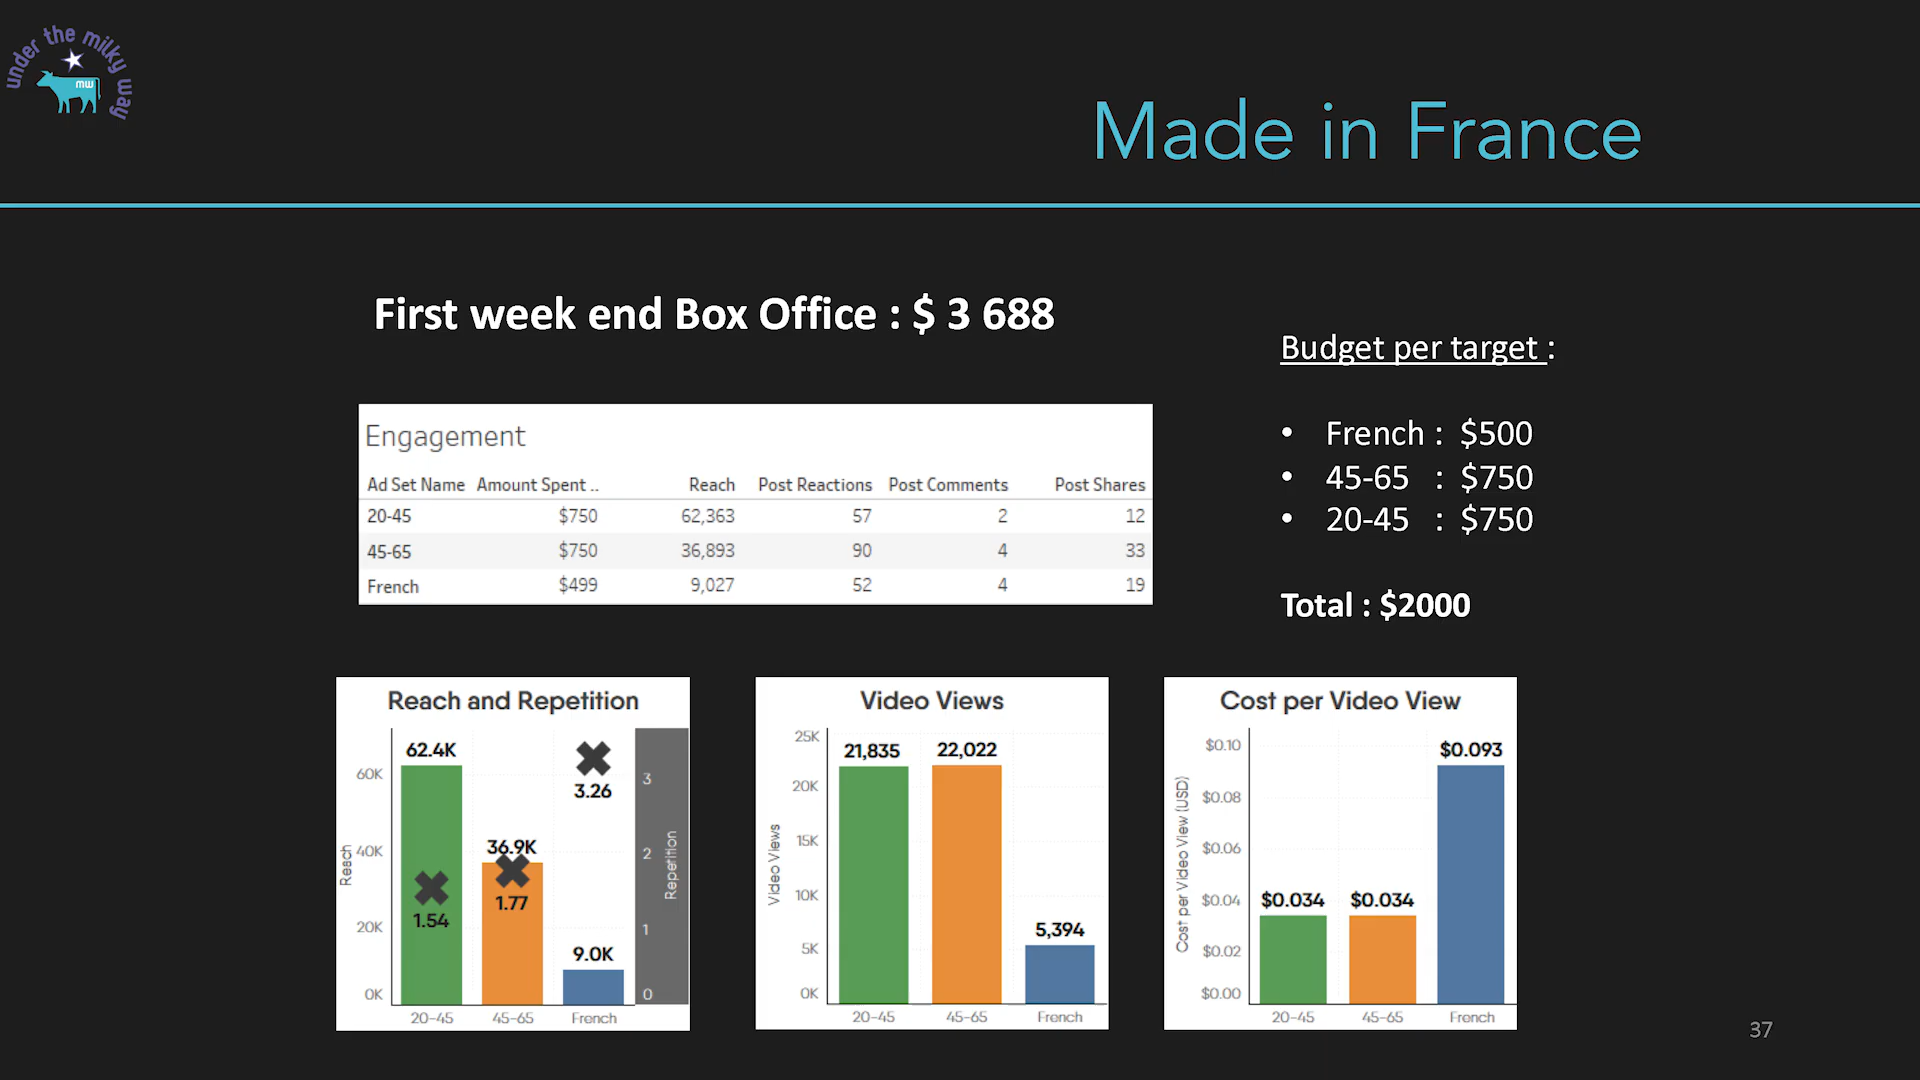 under the milky way
mw
Made in France
First week end Box Office : $ 3 688
Budget per target :
• French : $500
• 45-65 : $750
• 20-45 : $750
Total : $2000
Engagement
Ad Set Name Amount Spent .. Reach Post Reactions Post Comments Post Shares
20-45 $750 62,363 57 2 12
45-65 $750 36,893 90 4 33
French $499 9,027 52 4 19
Reach and Repetition
62.4K
60K
3
3.26
36.9K
40K
2
Reach
Repetition
1.77
1.54
20K
1
9.0K
0K
0
20-45 45-65 French
Video Views
25K
21,835 22,022
20K
15K
Video Views
10K
5,394
5K
0K
20-45 45-65 French
Cost per Video View
$0.10
$0.093
$0.08
$0.06
Cost per Video View (USD)
$0.04
$0.034 $0.034
$0.02
$0.00
20-45 45-65 French
37